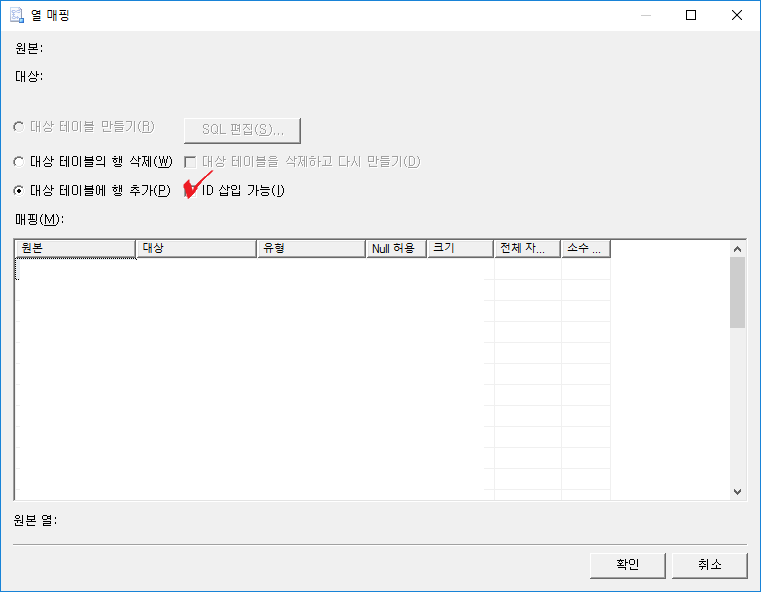 열 매핑
원본:
대상:
대상 테이블 만들기(R) SQL 편집(S)...
대상 테이블의 행 삭제(W) 대상 테이블을 삭제하고 다시 만들기(D)
대상 테이블에 행 추가(P) ID 삽입 가능(I)
매핑(M):
원본 대상 유형 Null 허용 크기 전체 자... 소수 ...
원본 열:
확인 취소